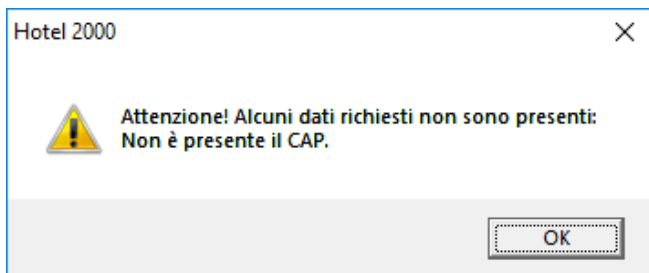 Hotel 2000
Attenzione! Alcuni dati richiesti non sono presenti:
Non è presente il CAP.
OK